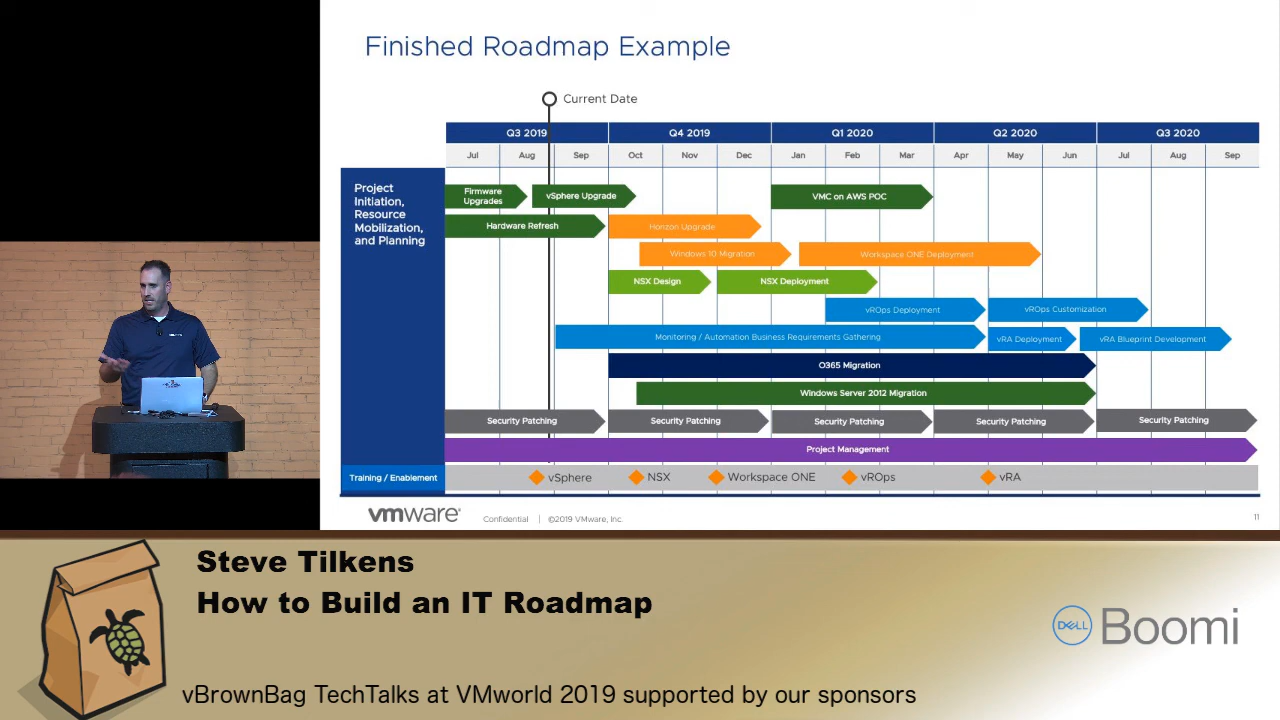 Finished Roadmap Example
Current Date
Q3 2019 Q4 2019 Q1 2020 Q2 2020 Q3 2020
Jul Aug Sep Oct Nov Dec Jan Feb Mar Apr May Jun Jul Aug Sep
Project
Initiation,
Resource
Mobilization,
and Planning
Firmware
Upgrades
vSphere Upgrade
VMC on AWS POC
Hardware Refresh
Horizon Upgrade
Windows 10 Migration
Workspace ONE Deployment
NSX Design
NSX Deployment
vROps Deployment
vROps Customization
Monitoring / Automation Business Requirements Gathering
vRA Deployment
vRA Blueprint Development
O365 Migration
Windows Server 2012 Migration
Security Patching Security Patching Security Patching Security Patching Security Patching
Project Management
Training / Enablement
vSphere NSX Workspace ONE vROps vRA
vmware® Confidential | ©2019 VMware, Inc. 11
Steve Tilkens
How to Build an IT Roadmap
DELL Boomi
vBrownBag TechTalks at VMworld 2019 supported by our sponsors